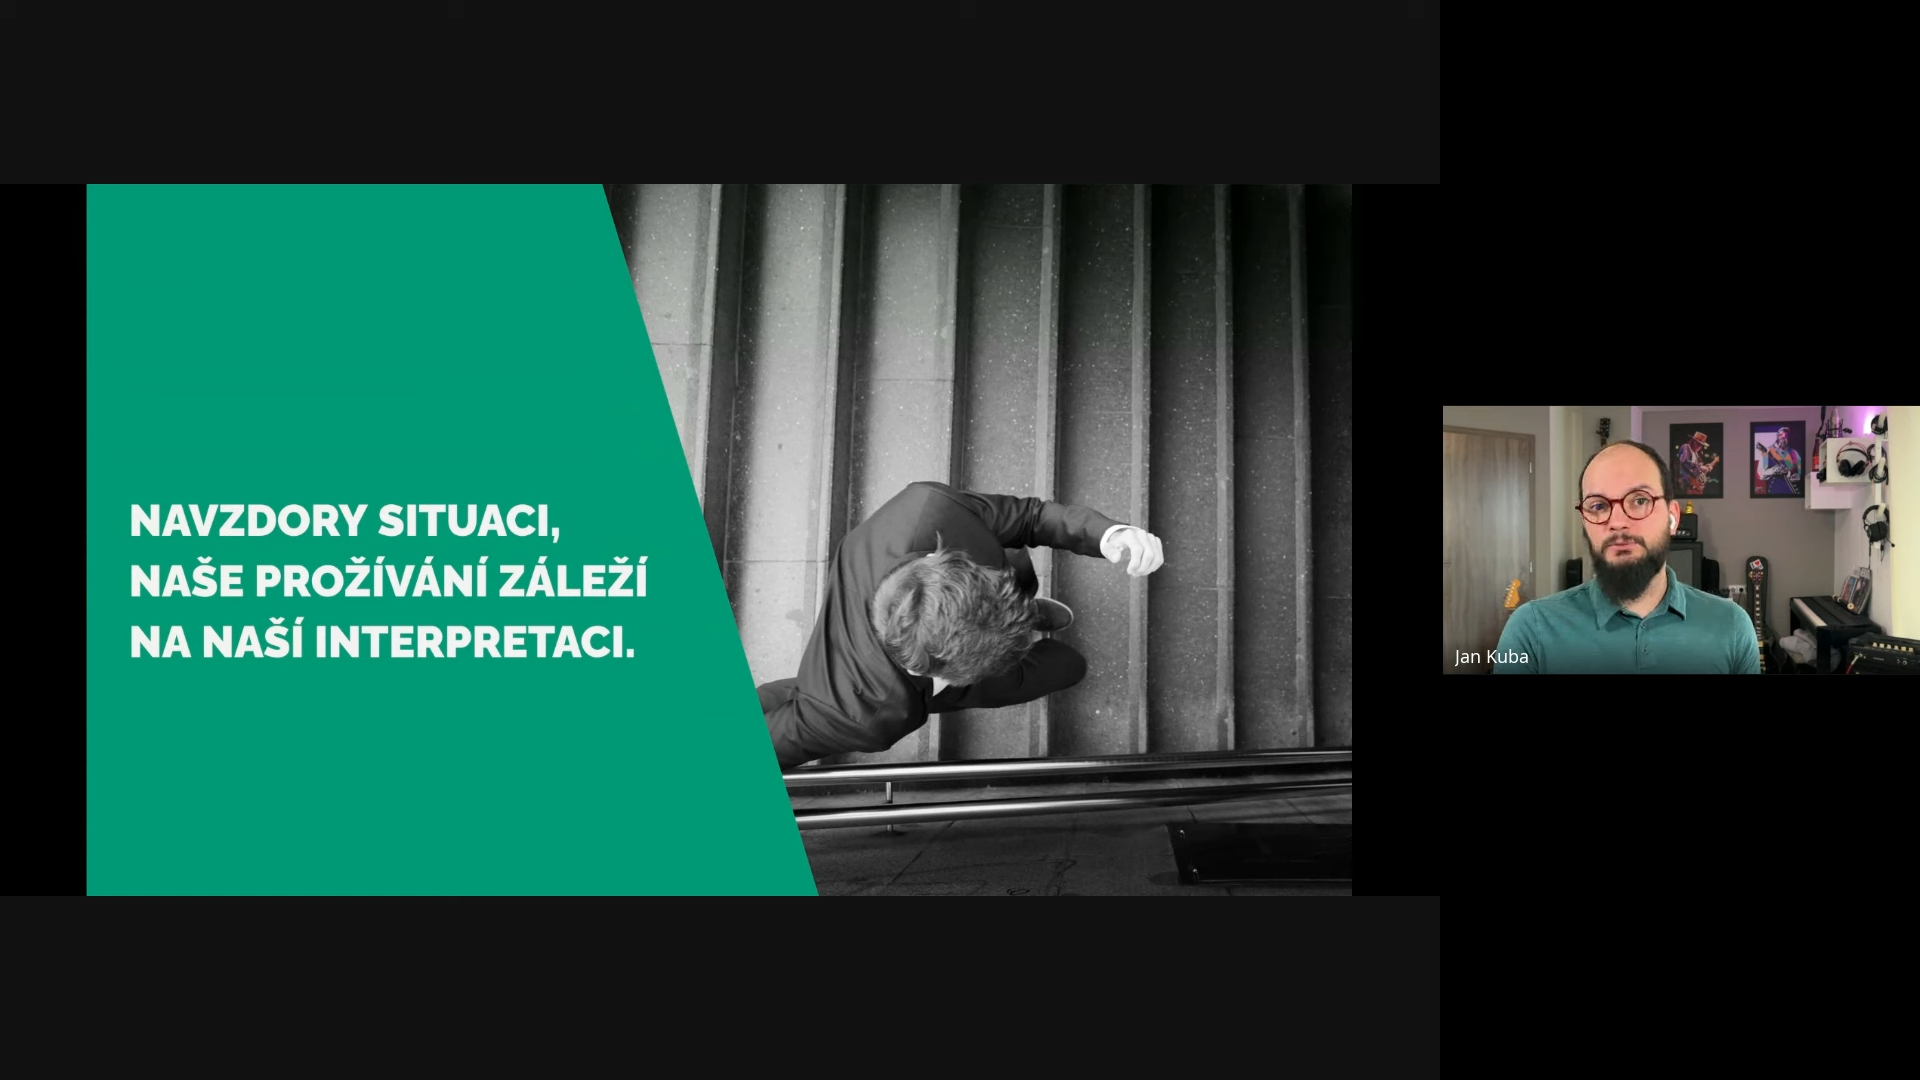 NAVZDORY SITUACI,
NAŠE PROŽÍVÁNÍ ZÁLEŽÍ
NA NAŠÍ INTERPRETACI.
Jan Kuba